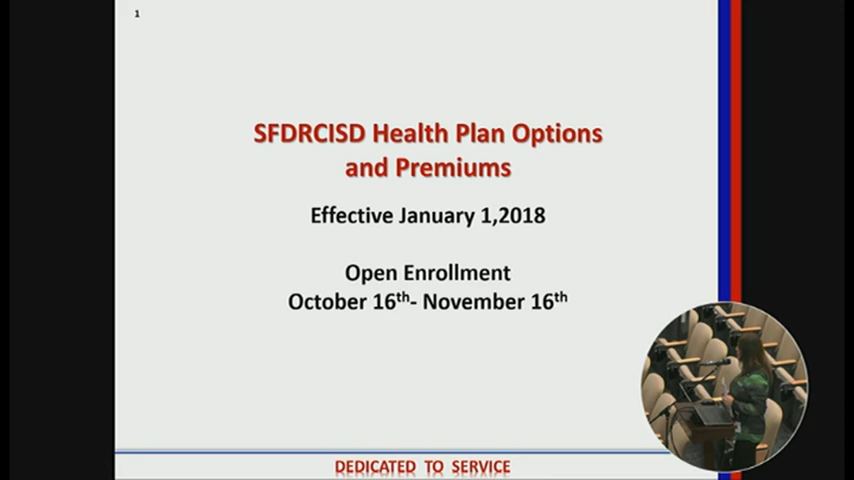 1
SFDRCISD Health Plan Options
and Premiums
Effective January 1,2018
Open Enrollment
October 16th- November 16th
DEDICATED TO SERVICE